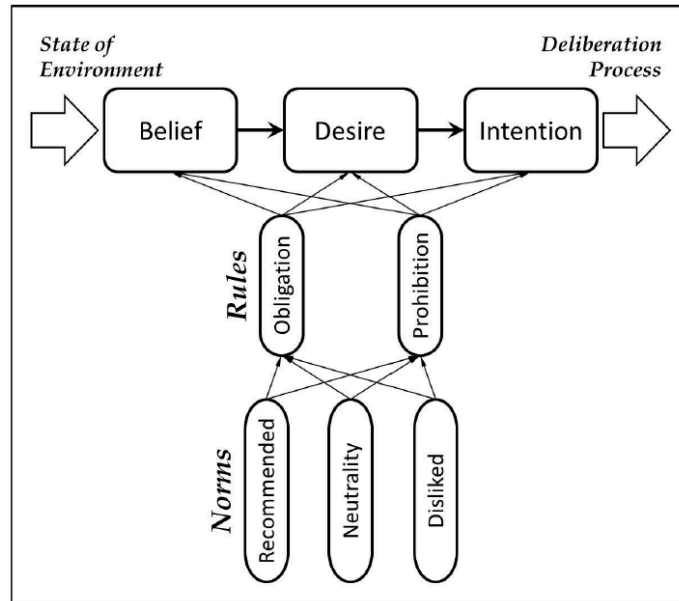 State of
Environment
Deliberation
Process
Belief
Desire
Intention
Rules
Obligation
Prohibition
Norms
Recommended
Neutrality
Disliked